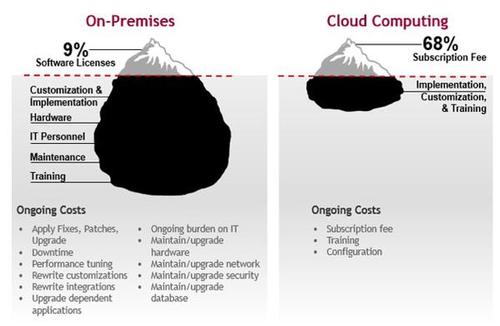 On-Premises
9%
Software Licenses
Customization &
Implementation
Hardware
IT Personnel
Maintenance
Training
Ongoing Costs
• Apply Fixes, Patches,
Upgrade
• Downtime
• Performance tuning
• Rewrite customizations
• Rewrite integrations
• Upgrade dependent
applications
• Ongoing burden on IT
• Maintain/upgrade
hardware
• Maintain/upgrade network
• Maintain/upgrade security
• Maintain/upgrade
database
Cloud Computing
68%
Subscription Fee
Implementation,
Customization,
& Training
Ongoing Costs
• Subscription fee
• Training
• Configuration